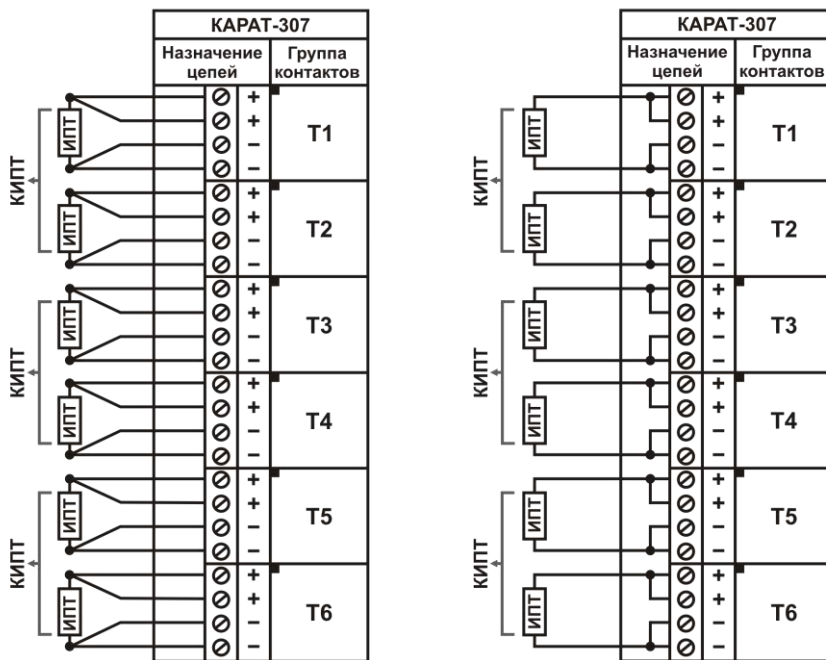 КАРАТ-307
Назначение цепей
Группа контактов
КИПТ
ИПТ
+
+
–
–
Т1
ИПТ
+
+
–
–
Т2
КИПТ
ИПТ
+
+
–
–
Т3
ИПТ
+
+
–
–
Т4
КИПТ
ИПТ
+
+
–
–
Т5
ИПТ
+
+
–
–
Т6
КАРАТ-307
Назначение цепей
Группа контактов
КИПТ
ИПТ
+
+
–
–
Т1
ИПТ
+
+
–
–
Т2
КИПТ
ИПТ
+
+
–
–
Т3
ИПТ
+
+
–
–
Т4
КИПТ
ИПТ
+
+
–
–
Т5
ИПТ
+
+
–
–
Т6